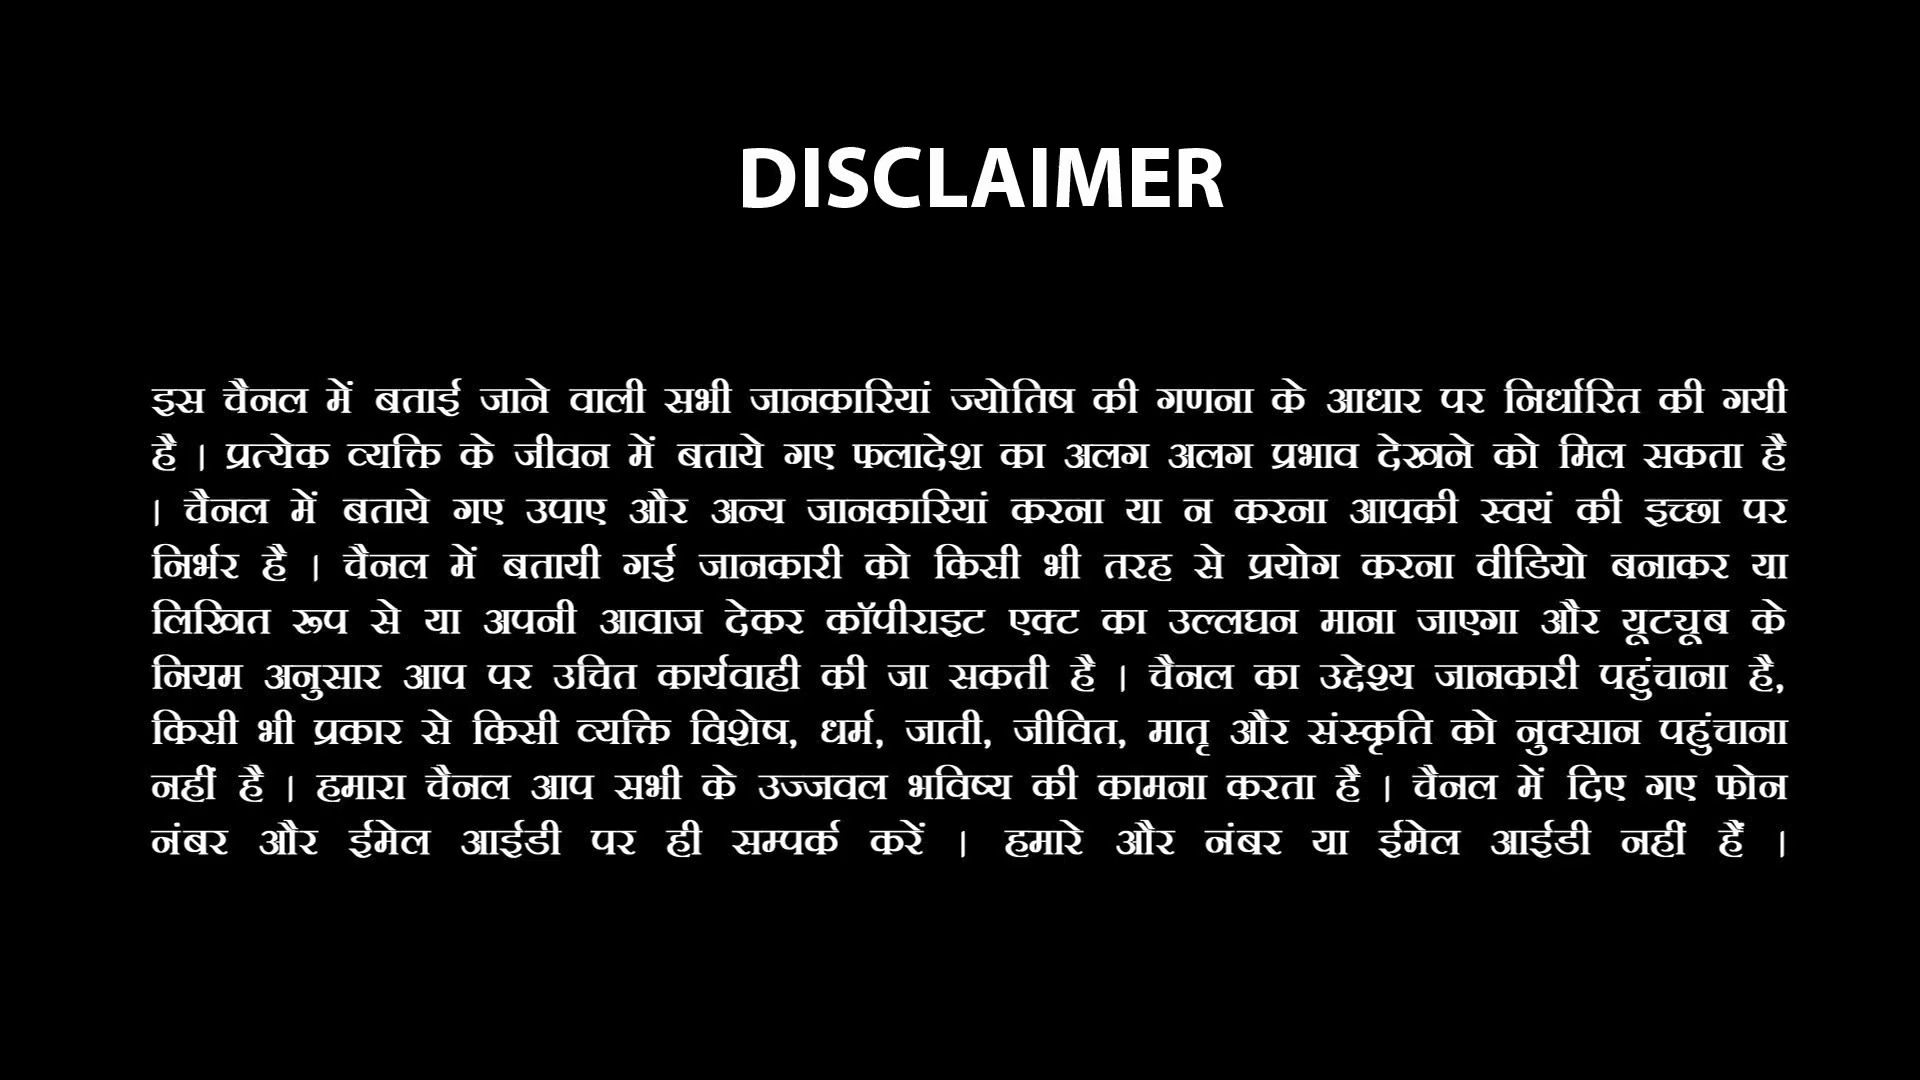 DISCLAIMER
इस चैनल में बताई जाने वाली सभी जानकारियां ज्योतिष की गणना के आधार पर निर्धारित की गयी
है । प्रत्येक व्यक्ति के जीवन में बताये गए फलादेश का अलग अलग प्रभाव देखने को मिल सकता है
। चैनल में बताये गए उपाए और अन्य जानकारियां करना या न करना आपकी स्वयं की इच्छा पर
निर्भर है । चैनल में बतायी गई जानकारी को किसी भी तरह से प्रयोग करना वीडियो बनाकर या
लिखित रूप से या अपनी आवाज देकर कॉपीराइट एक्ट का उल्लघन माना जाएगा और यूट्यूब के
नियम अनुसार आप पर उचित कार्यवाही की जा सकती है । चैनल का उद्देश्य जानकारी पहुंचाना है,
किसी भी प्रकार से किसी व्यक्ति विशेष, धर्म, जाती, जीवित, मातृ और संस्कृति को नुक्सान पहुंचाना
नहीं है । हमारा चैनल आप सभी के उज्जवल भविष्य की कामना करता है । चैनल में दिए गए फोन
नंबर और ईमेल आईडी पर ही सम्पर्क करें । हमारे और नंबर या ईमेल आईडी नहीं हैं ।